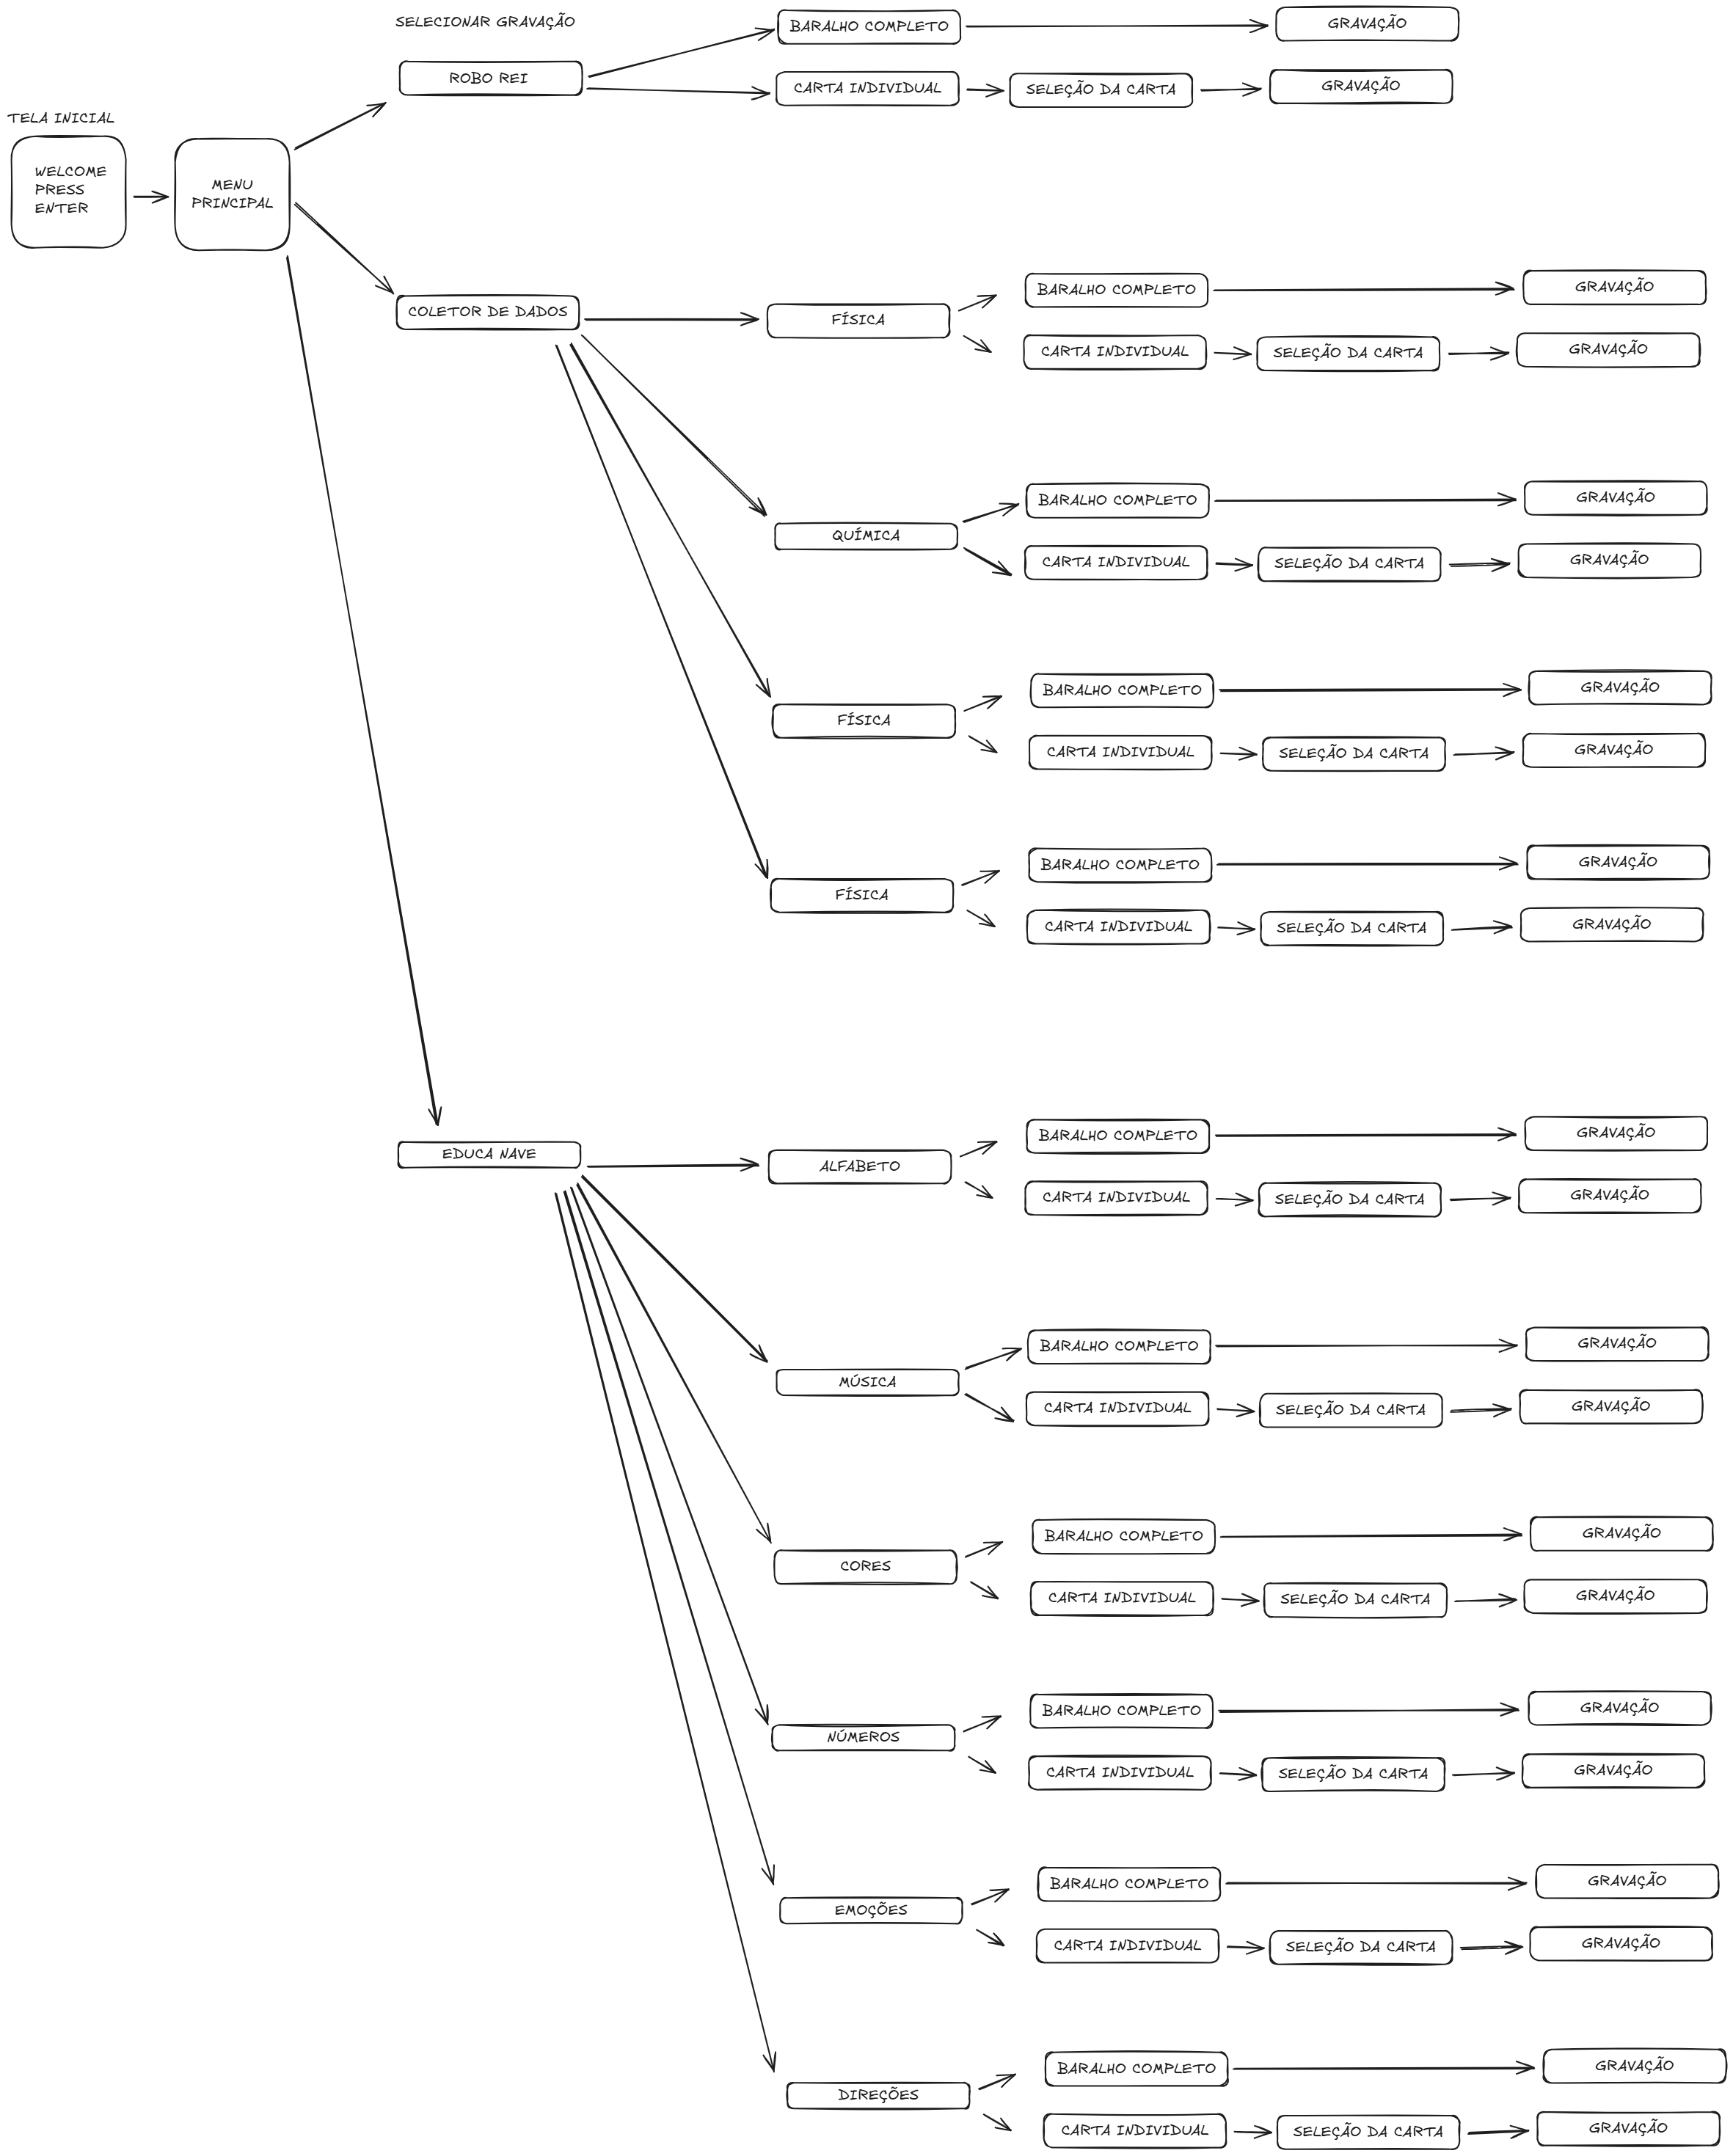 SELECIONAR GRAVAÇÃO
BARALHO COMPLETO
GRAVAÇÃO
ROBO REI
CARTA INDIVIDUAL
SELEÇÃO DA CARTA
GRAVAÇÃO
TELA INICIAL
WELCOME
PRESS
ENTER
MENU
PRINCIPAL
COLETOR DE DADOS
FÍSICA
BARALHO COMPLETO
GRAVAÇÃO
CARTA INDIVIDUAL
SELEÇÃO DA CARTA
GRAVAÇÃO
QUÍMICA
BARALHO COMPLETO
GRAVAÇÃO
CARTA INDIVIDUAL
SELEÇÃO DA CARTA
GRAVAÇÃO
FÍSICA
BARALHO COMPLETO
GRAVAÇÃO
CARTA INDIVIDUAL
SELEÇÃO DA CARTA
GRAVAÇÃO
FÍSICA
BARALHO COMPLETO
GRAVAÇÃO
CARTA INDIVIDUAL
SELEÇÃO DA CARTA
GRAVAÇÃO
EDUCA NAVE
ALFABETO
BARALHO COMPLETO
GRAVAÇÃO
CARTA INDIVIDUAL
SELEÇÃO DA CARTA
GRAVAÇÃO
MÚSICA
BARALHO COMPLETO
GRAVAÇÃO
CARTA INDIVIDUAL
SELEÇÃO DA CARTA
GRAVAÇÃO
CORES
BARALHO COMPLETO
GRAVAÇÃO
CARTA INDIVIDUAL
SELEÇÃO DA CARTA
GRAVAÇÃO
NÚMEROS
BARALHO COMPLETO
GRAVAÇÃO
CARTA INDIVIDUAL
SELEÇÃO DA CARTA
GRAVAÇÃO
EMOÇÕES
BARALHO COMPLETO
GRAVAÇÃO
CARTA INDIVIDUAL
SELEÇÃO DA CARTA
GRAVAÇÃO
DIREÇÕES
BARALHO COMPLETO
GRAVAÇÃO
CARTA INDIVIDUAL
SELEÇÃO DA CARTA
GRAVAÇÃO